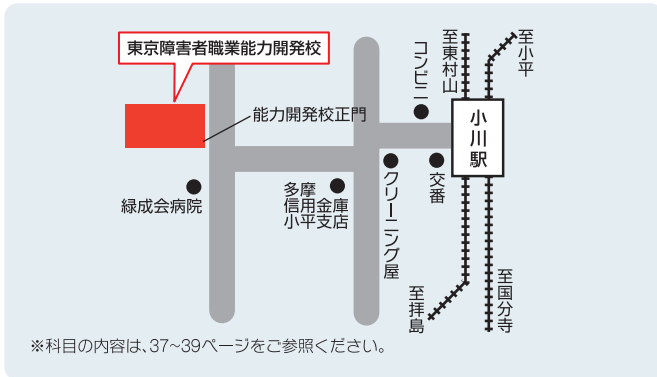 東京障害者職業能力開発校
能力開発校正門
緑成会病院
多摩
信用金庫
小平支店
クリーニング屋
コンビニ
交番
小川駅
至東村山
至小平
至拝島
至国分寺
※科目の内容は、37~39ページをご参照ください。